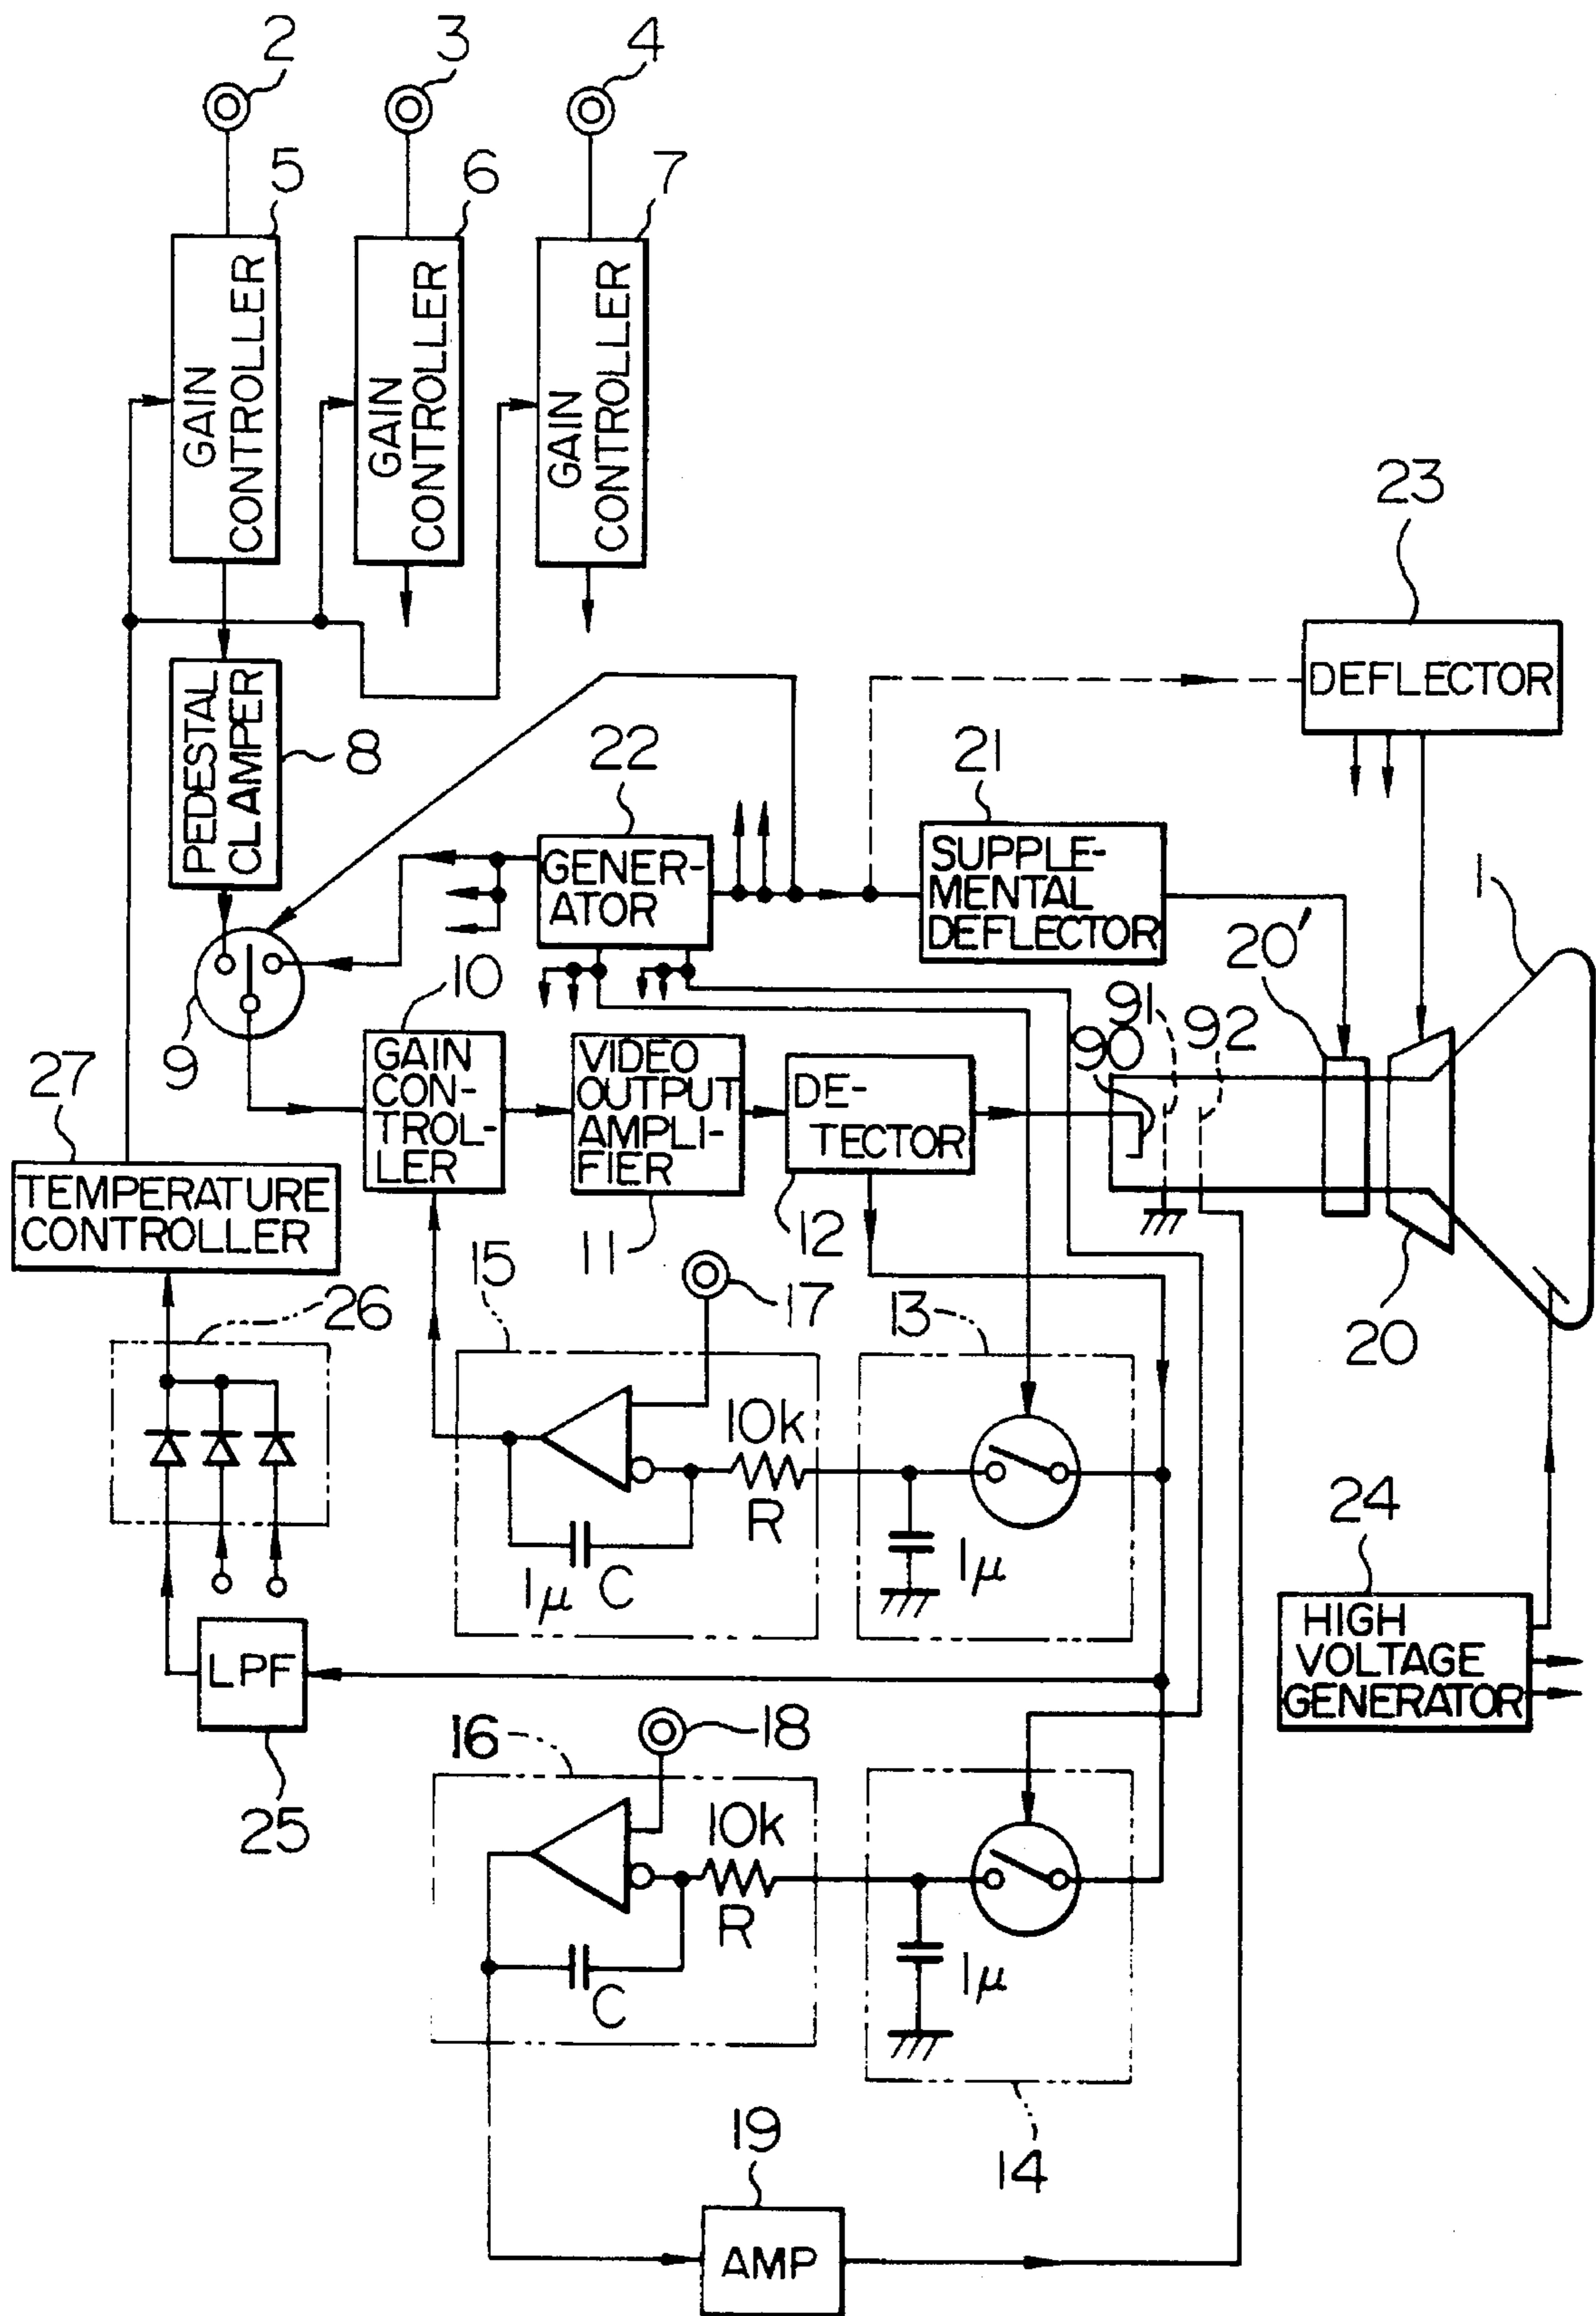 2
3
4
5
6
7
GAIN
CONTROLLER
GAIN
CONTROLLER
GAIN
CONTROLLER
23
DEFLECTOR
PEDESTAL
CLAMPER
8
22
GENER-
ATOR
21
SUPPLE-
MENTAL
DEFLECTOR
1
20'
9
10
GAIN
CON-
TROL-
LER
VIDEO
OUTPUT
AMPLI-
FIER
11
DE-
TECTOR
12
90
91
92
20
27
TEMPERATURE
CONTROLLER
26
15
17
13
10k
R
1μ
C
1μ
24
HIGH
VOLTAGE
GENERATOR
LPF
25
16
18
10k
R
C
1μ
14
19
AMP